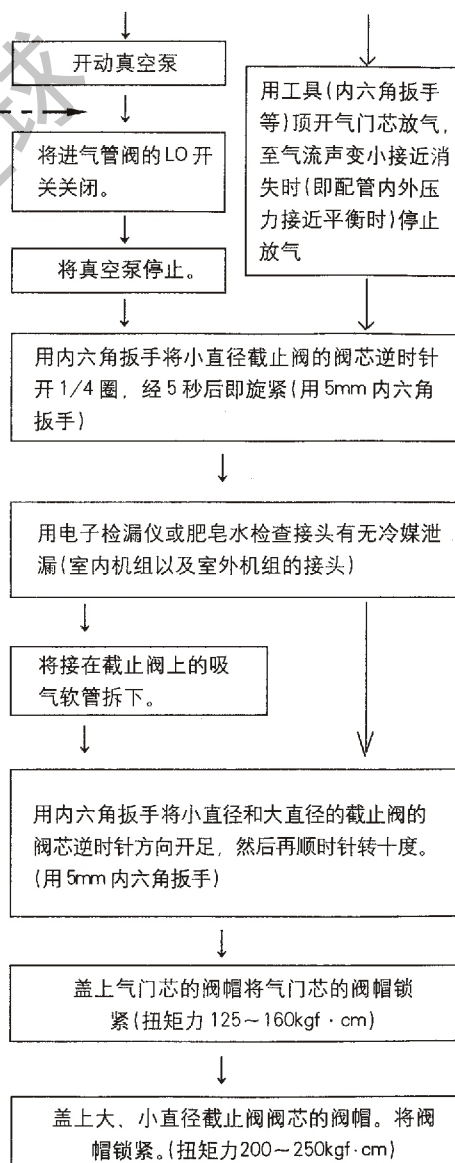 开动真空泵
将进气管阀的LO开
关关闭。
将真空泵停止。
用工具(内六角扳手
等)顶开气门芯放气,
至气流声变小接近消
失时(即配管内外压
力接近平衡时)停止
放气
用内六角扳手将小直径截止阀的阀芯逆时针
开1/4圈，经5秒后即旋紧(用5mm内六角
扳手)
用电子检漏仪或肥皂水检查接头有无冷媒泄
漏(室内机组以及室外机组的接头)
将接在截止阀上的吸
气软管拆下。
用内六角扳手将小直径和大直径的截止阀的
阀芯逆时针方向开足，然后再顺时针转十度。
(用5mm内六角扳手)
盖上气门芯的阀帽将气门芯的阀帽锁
紧(扭矩力125~160kgf·cm)
盖上大、小直径截止阀阀芯的阀帽。将阀
帽锁紧。(扭矩力200~250kgf·cm)
球